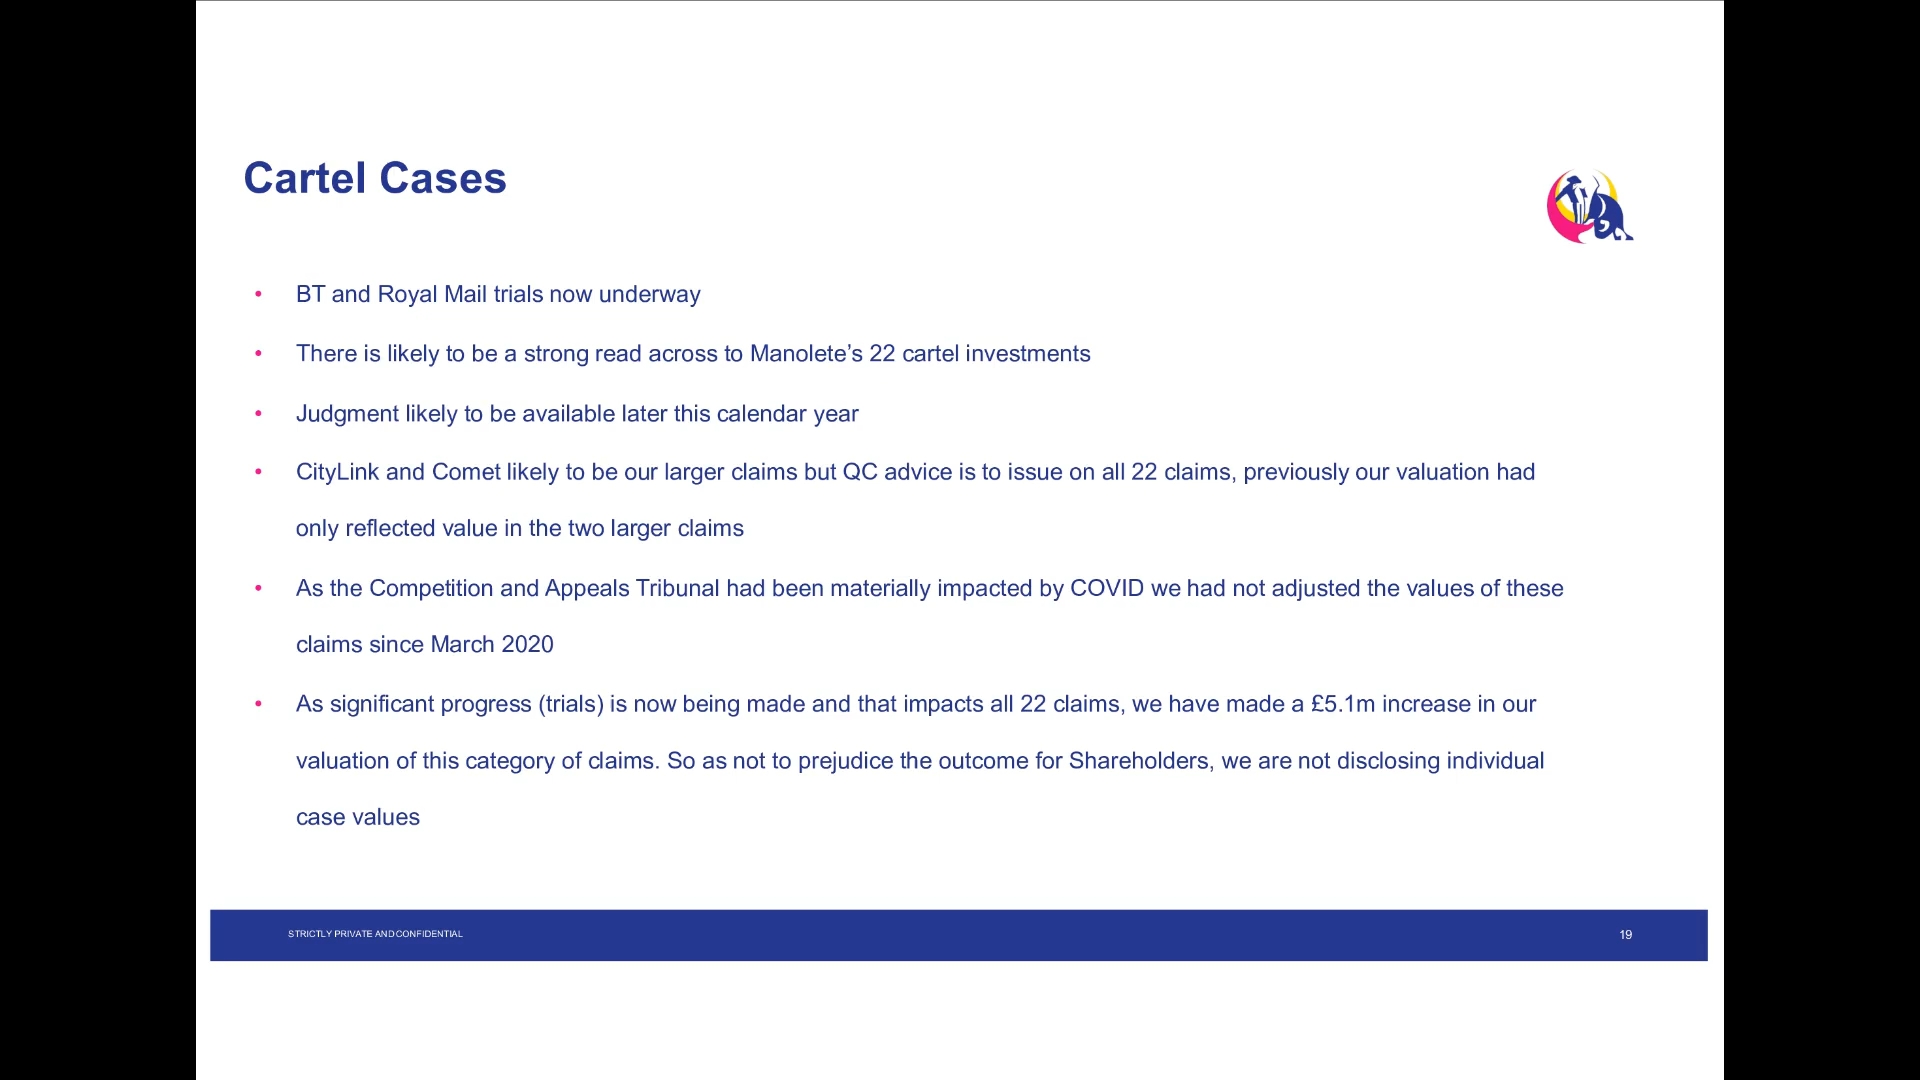 Cartel Cases
• BT and Royal Mail trials now underway
• There is likely to be a strong read across to Manolete’s 22 cartel investments
• Judgment likely to be available later this calendar year
• CityLink and Comet likely to be our larger claims but QC advice is to issue on all 22 claims, previously our valuation had
only reflected value in the two larger claims
• As the Competition and Appeals Tribunal had been materially impacted by COVID we had not adjusted the values of these
claims since March 2020
• As significant progress (trials) is now being made and that impacts all 22 claims, we have made a £5.1m increase in our
valuation of this category of claims. So as not to prejudice the outcome for Shareholders, we are not disclosing individual
case values
STRICTLY PRIVATE AND CONFIDENTIAL
19